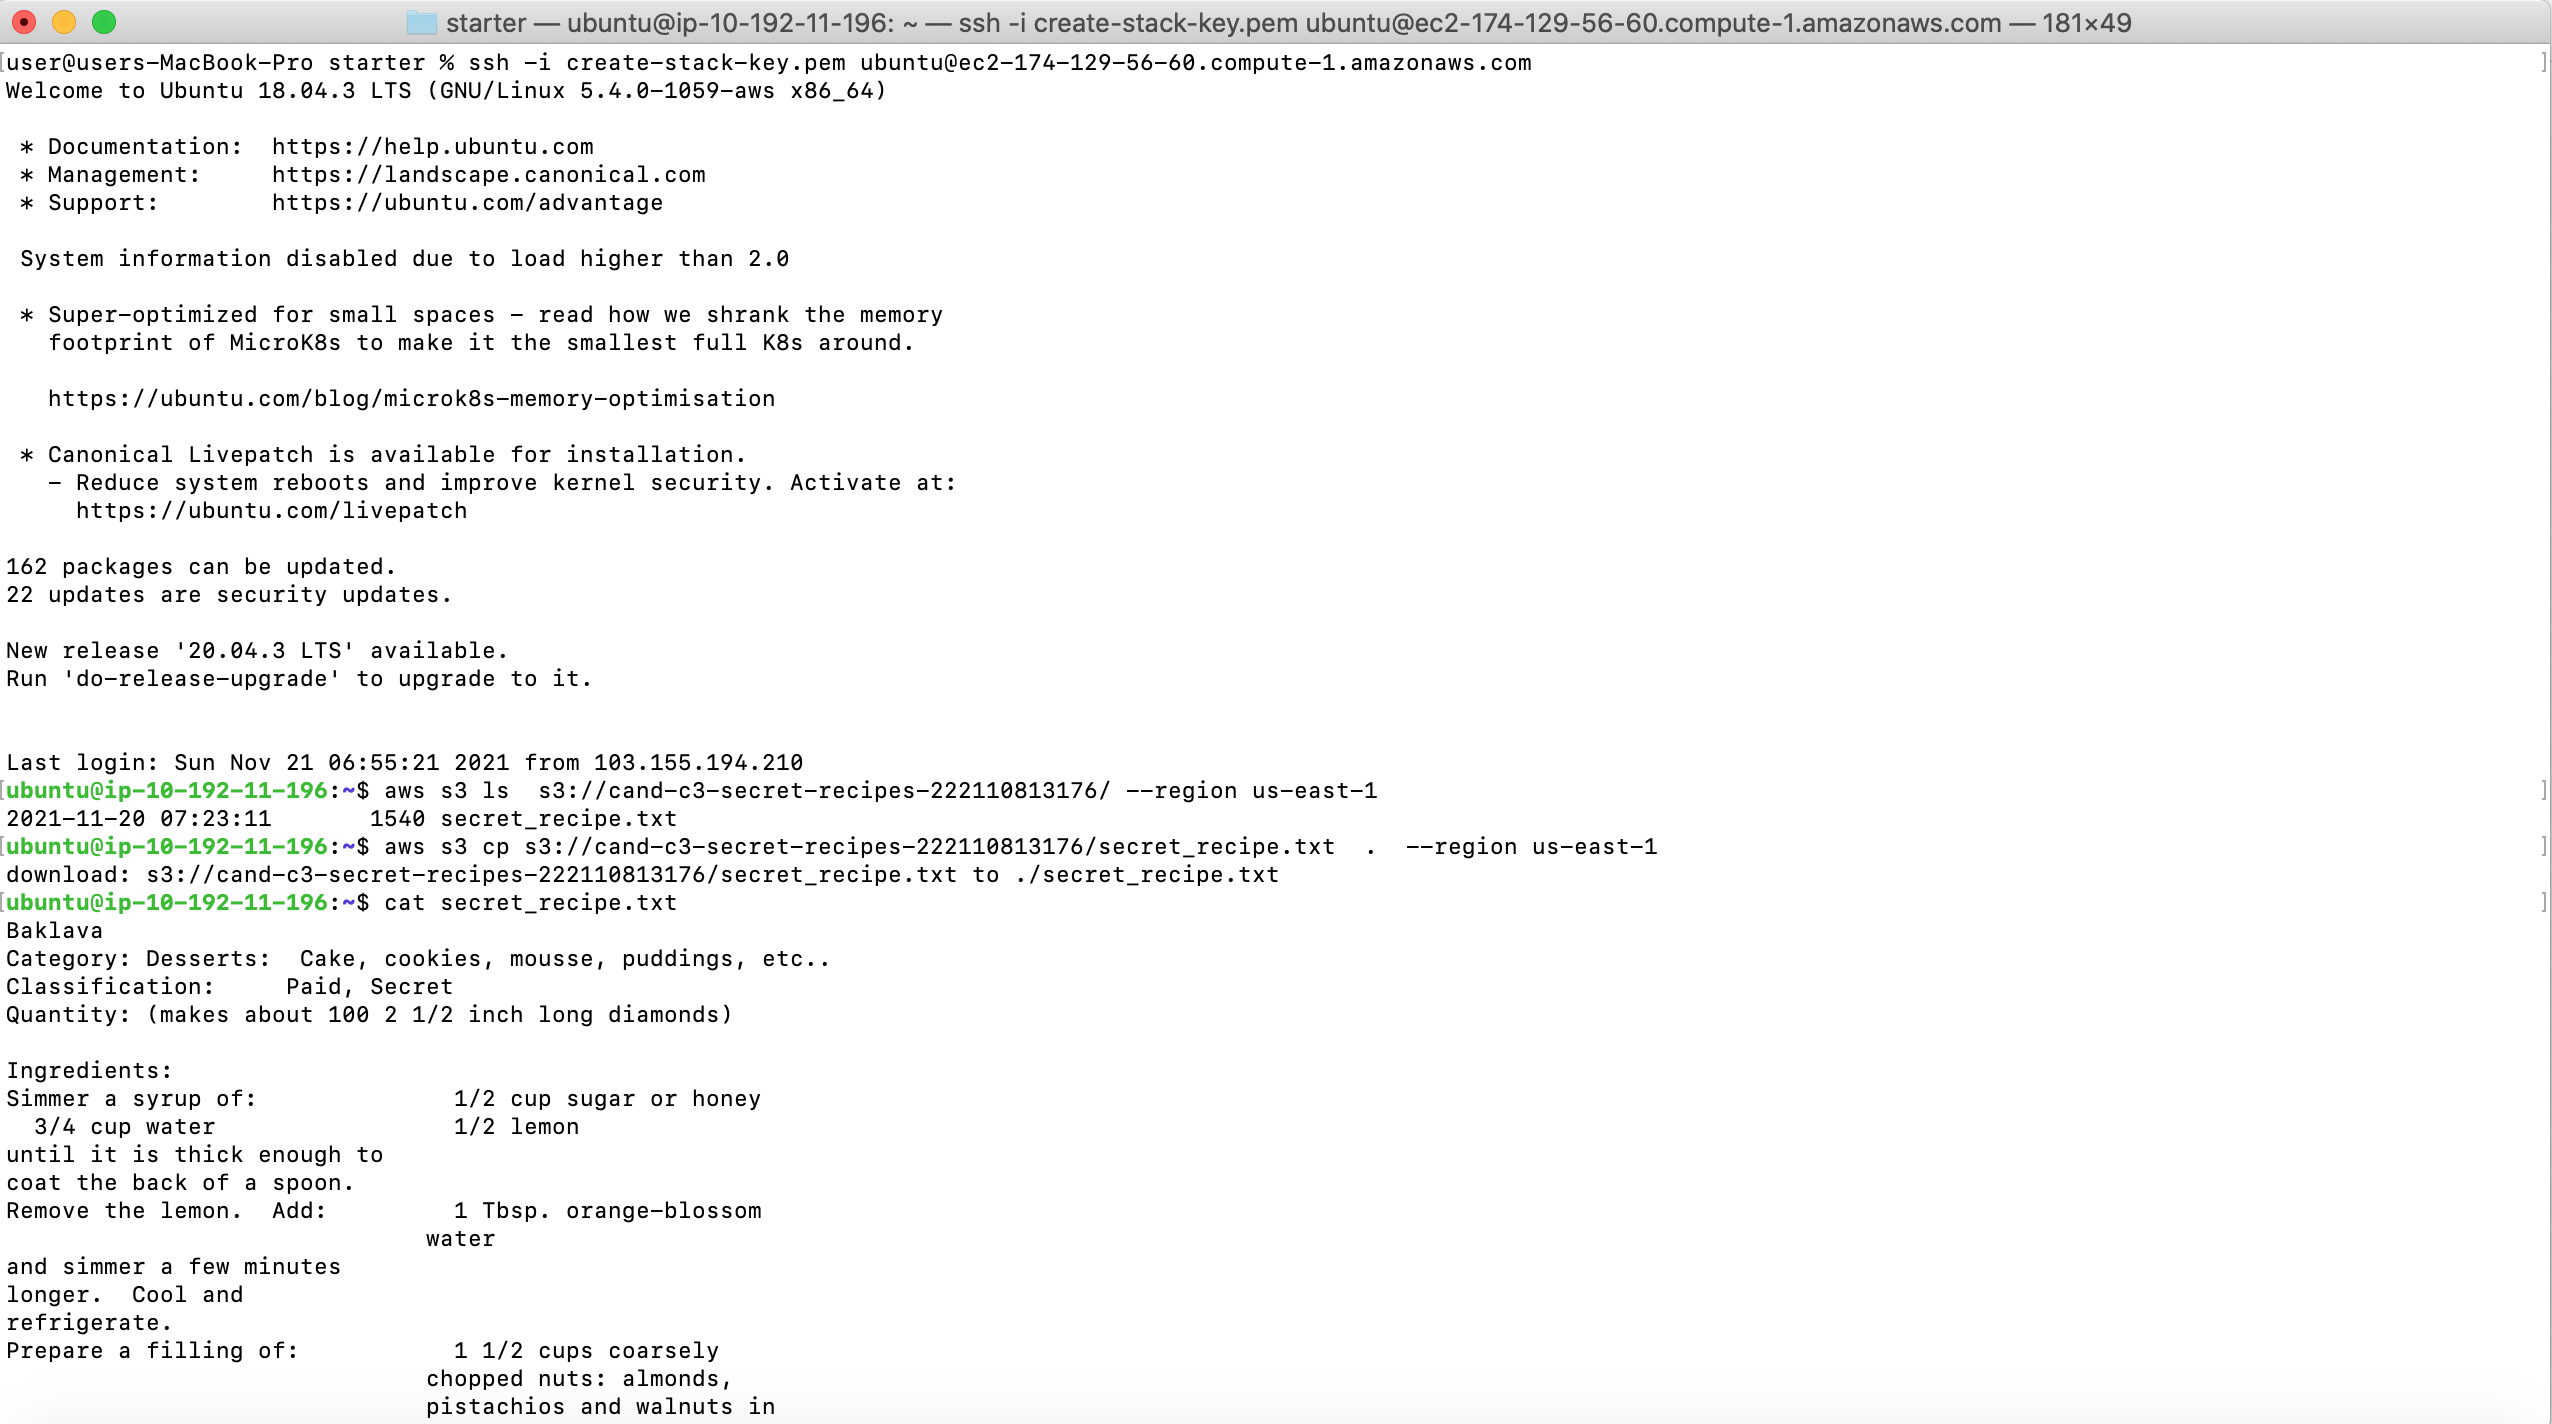 starter — ubuntu@ip-10-192-11-196: ~ — ssh -i create-stack-key.pem ubuntu@ec2-174-129-56-60.compute-1.amazonaws.com — 181×49
[user@users-MacBook-Pro starter % ssh -i create-stack-key.pem ubuntu@ec2-174-129-56-60.compute-1.amazonaws.com ]
Welcome to Ubuntu 18.04.3 LTS (GNU/Linux 5.4.0-1059-aws x86_64)

 * Documentation:  https://help.ubuntu.com
 * Management:     https://landscape.canonical.com
 * Support:        https://ubuntu.com/advantage

 System information disabled due to load higher than 2.0

 * Super-optimized for small spaces - read how we shrank the memory
   footprint of MicroK8s to make it the smallest full K8s around.

   https://ubuntu.com/blog/microk8s-memory-optimisation

 * Canonical Livepatch is available for installation.
   - Reduce system reboots and improve kernel security. Activate at:
     https://ubuntu.com/livepatch

162 packages can be updated.
22 updates are security updates.

New release '20.04.3 LTS' available.
Run 'do-release-upgrade' to upgrade to it.


Last login: Sun Nov 21 06:55:21 2021 from 103.155.194.210
[ubuntu@ip-10-192-11-196:~$ aws s3 ls  s3://cand-c3-secret-recipes-222110813176/ --region us-east-1 ]
2021-11-20 07:23:11       1540 secret_recipe.txt
[ubuntu@ip-10-192-11-196:~$ aws s3 cp s3://cand-c3-secret-recipes-222110813176/secret_recipe.txt  .  --region us-east-1 ]
download: s3://cand-c3-secret-recipes-222110813176/secret_recipe.txt to ./secret_recipe.txt
[ubuntu@ip-10-192-11-196:~$ cat secret_recipe.txt ]
Baklava
Category: Desserts:  Cake, cookies, mousse, puddings, etc..
Classification:     Paid, Secret
Quantity: (makes about 100 2 1/2 inch long diamonds)

Ingredients:
Simmer a syrup of:              1/2 cup sugar or honey
  3/4 cup water                 1/2 lemon
until it is thick enough to
coat the back of a spoon.
Remove the lemon.  Add:         1 Tbsp. orange-blossom
                              water
and simmer a few minutes
longer.  Cool and
refrigerate.
Prepare a filling of:           1 1/2 cups coarsely
                              chopped nuts: almonds,
                              pistachios and walnuts in